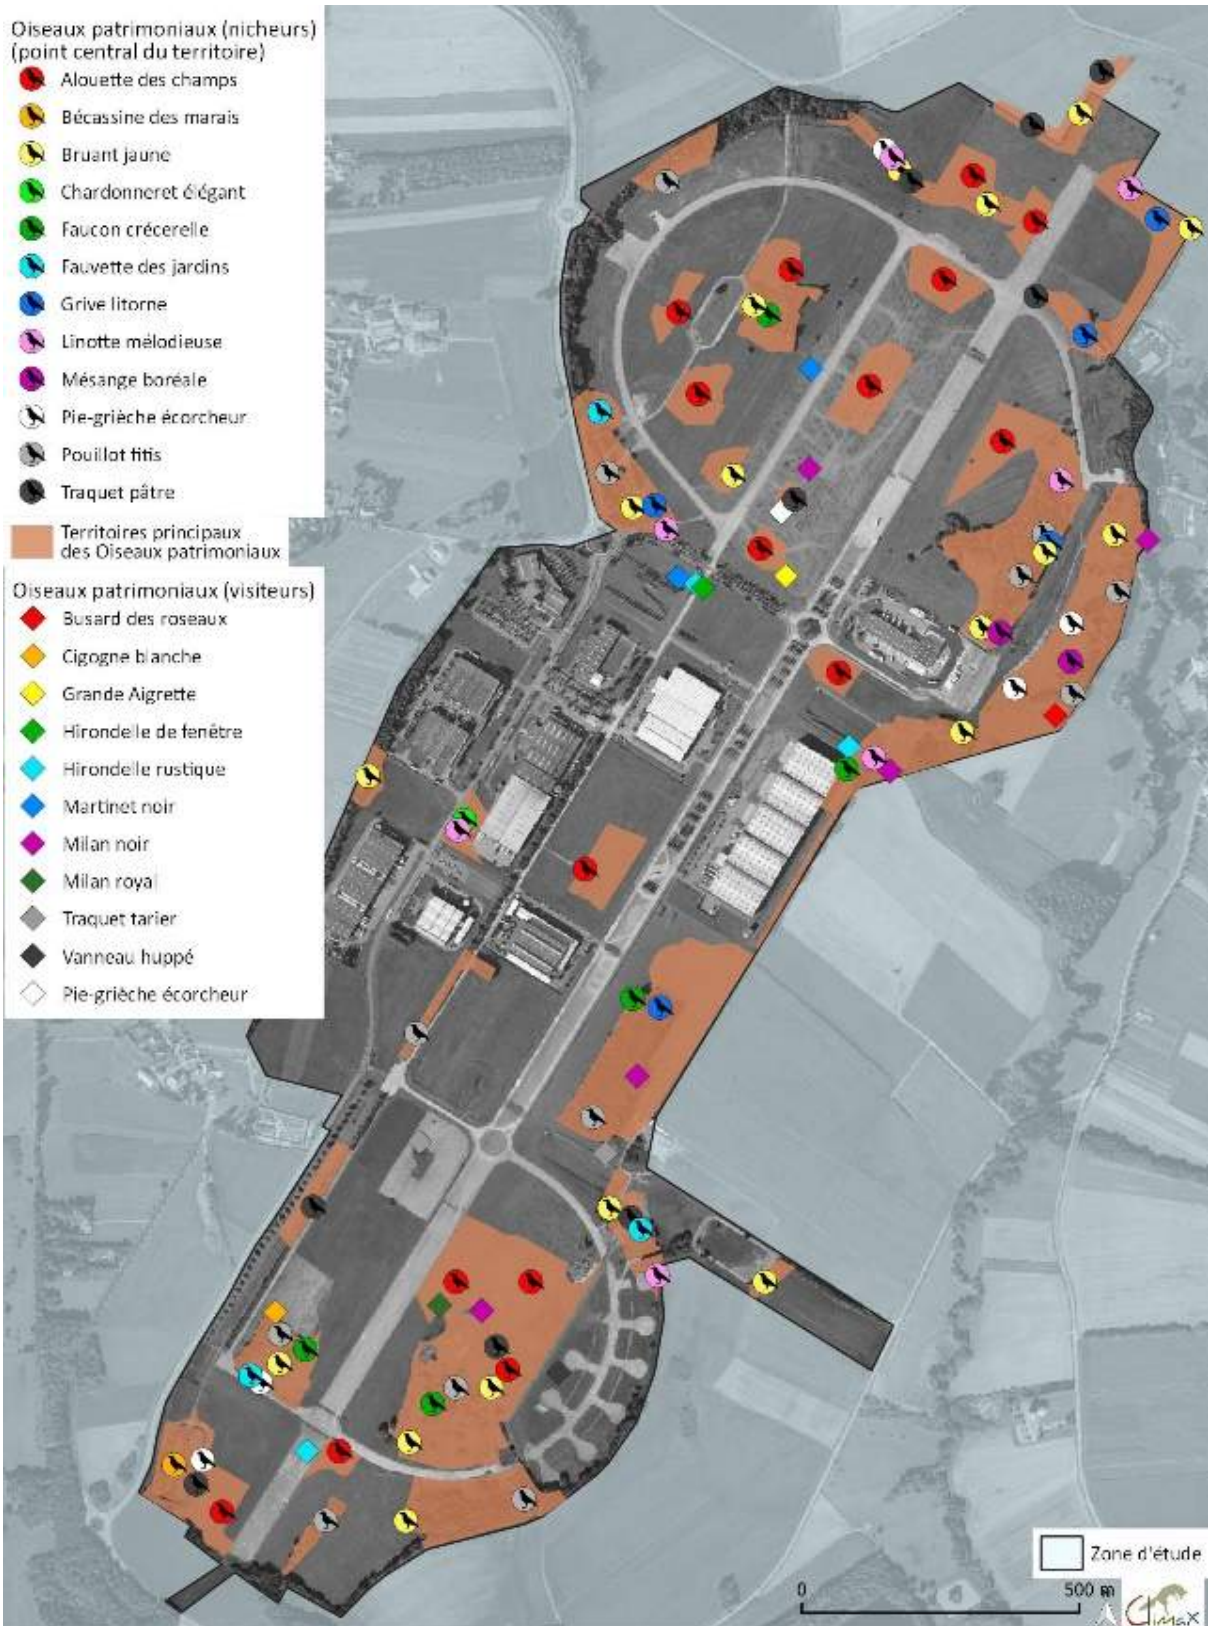 Oiseaux patrimoniaux (nicheurs)
(point central du territoire)
Alouette des champs
Bécassine des marais
Bruant jaune
Chardonneret élégant
Faucon crécerelle
Fauvette des jardins
Grive litorne
Linotte mélodieuse
Mésange boréale
Pie-grièche écorcheur
Pouillot fitis
Traquet pâtre
Territoires principaux
des Oiseaux patrimoniaux
Oiseaux patrimoniaux (visiteurs)
Busard des roseaux
Cigogne blanche
Grande Aigrette
Hirondelle de fenêtre
Hirondelle rustique
Martinet noir
Milan noir
Milan royal
Traquet tarier
Vanneau huppé
Pie-grièche écorcheur
Zone d'étude
0 500 m
Climax